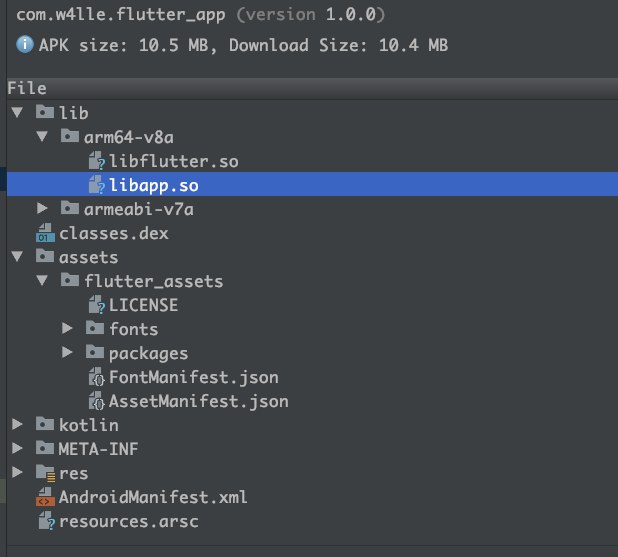 com.w4lle.flutter_app (version 1.0.0)
APK size: 10.5 MB, Download Size: 10.4 MB
File
lib
arm64-v8a
libflutter.so
libapp.so
armeabi-v7a
classes.dex
assets
flutter_assets
LICENSE
fonts
packages
FontManifest.json
AssetManifest.json
kotlin
META-INF
res
AndroidManifest.xml
resources.arsc